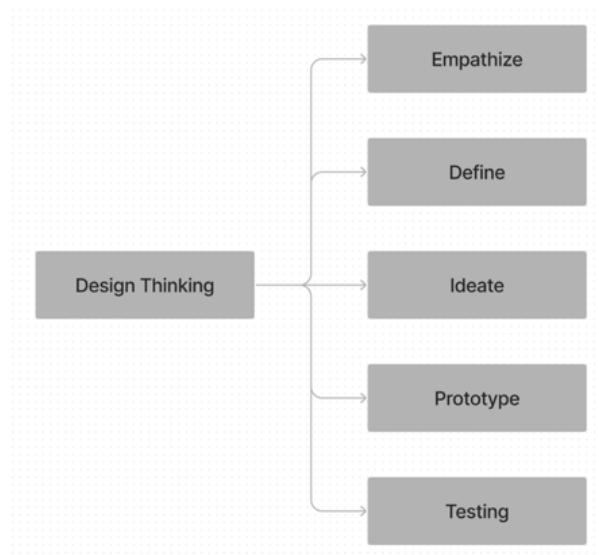 Empathize
Define
Design Thinking
Ideate
Prototype
Testing